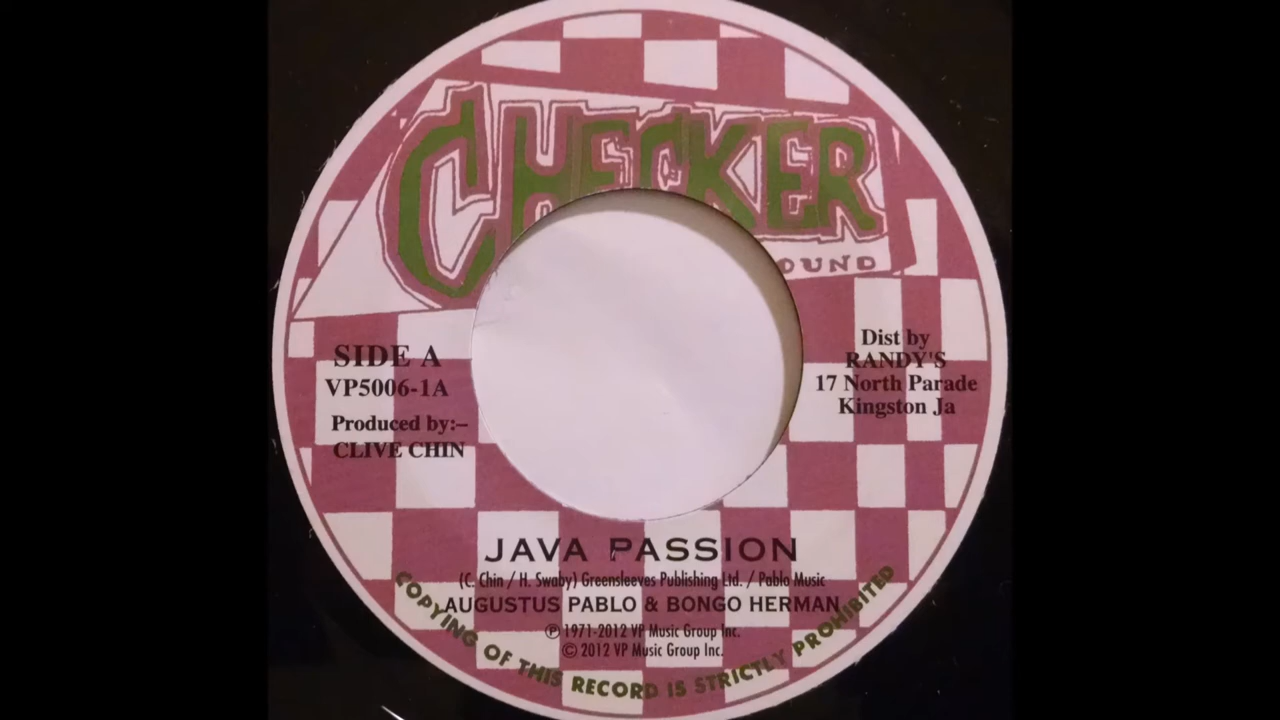 CHECKER
OUND
SIDE A
VP5006-1A
Produced by:–
CLIVE CHIN
Dist by
RANDY'S
17 North Parade
Kingston Ja
JAVA PASSION
(C. Chin / H. Swaby) Greensleeves Publishing Ltd. / Pablo Music
AUGUSTUS PABLO & BONGO HERMAN
℗ 1971-2012 VP Music Group Inc.
© 2012 VP Music Group Inc.
COPYING OF THIS RECORD IS STRICTLY PROHIBITED